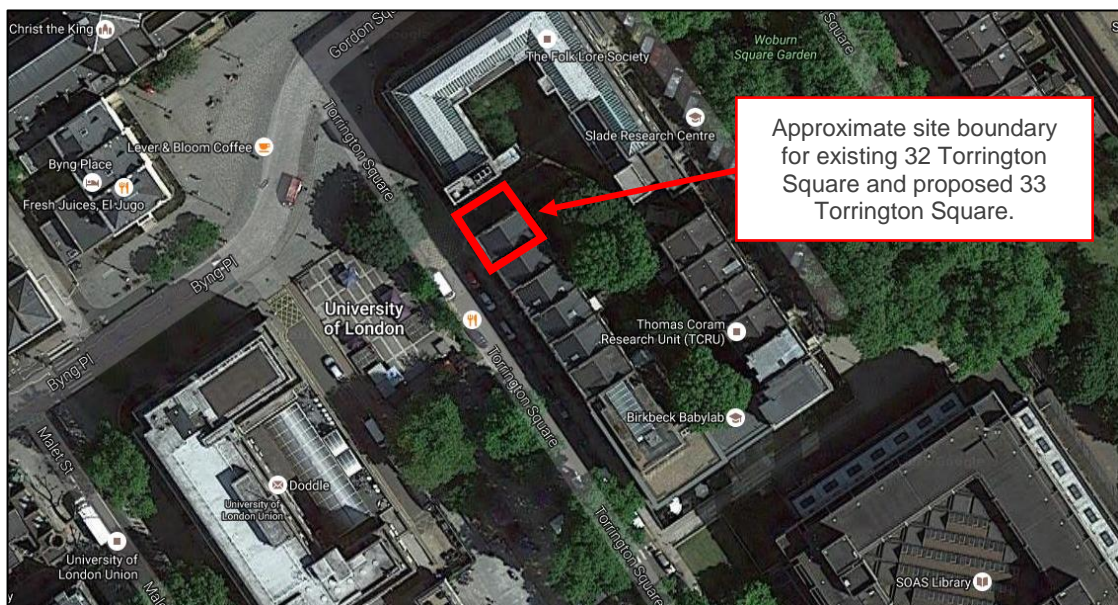 Christ the King
Gordon Square
The Folk Lore Society
Woburn
Square Garden
Square
S
Torrington Square
Lever & Bloom Coffee
Slade Research Centre
Approximate site boundary
for existing 32 Torrington
Square and proposed 33
Torrington Square.
Byng Place
Fresh Juices, El Jugo
Byng Pl
University
of London
Thomas Coram
Research Unit (TCRU)
Torrington Square
Byng Pl
Birkbeck Babylab
Malet St
Doddle
University of
London Union
Torrington Square
University of
London Union
Male
SOAS Library
y